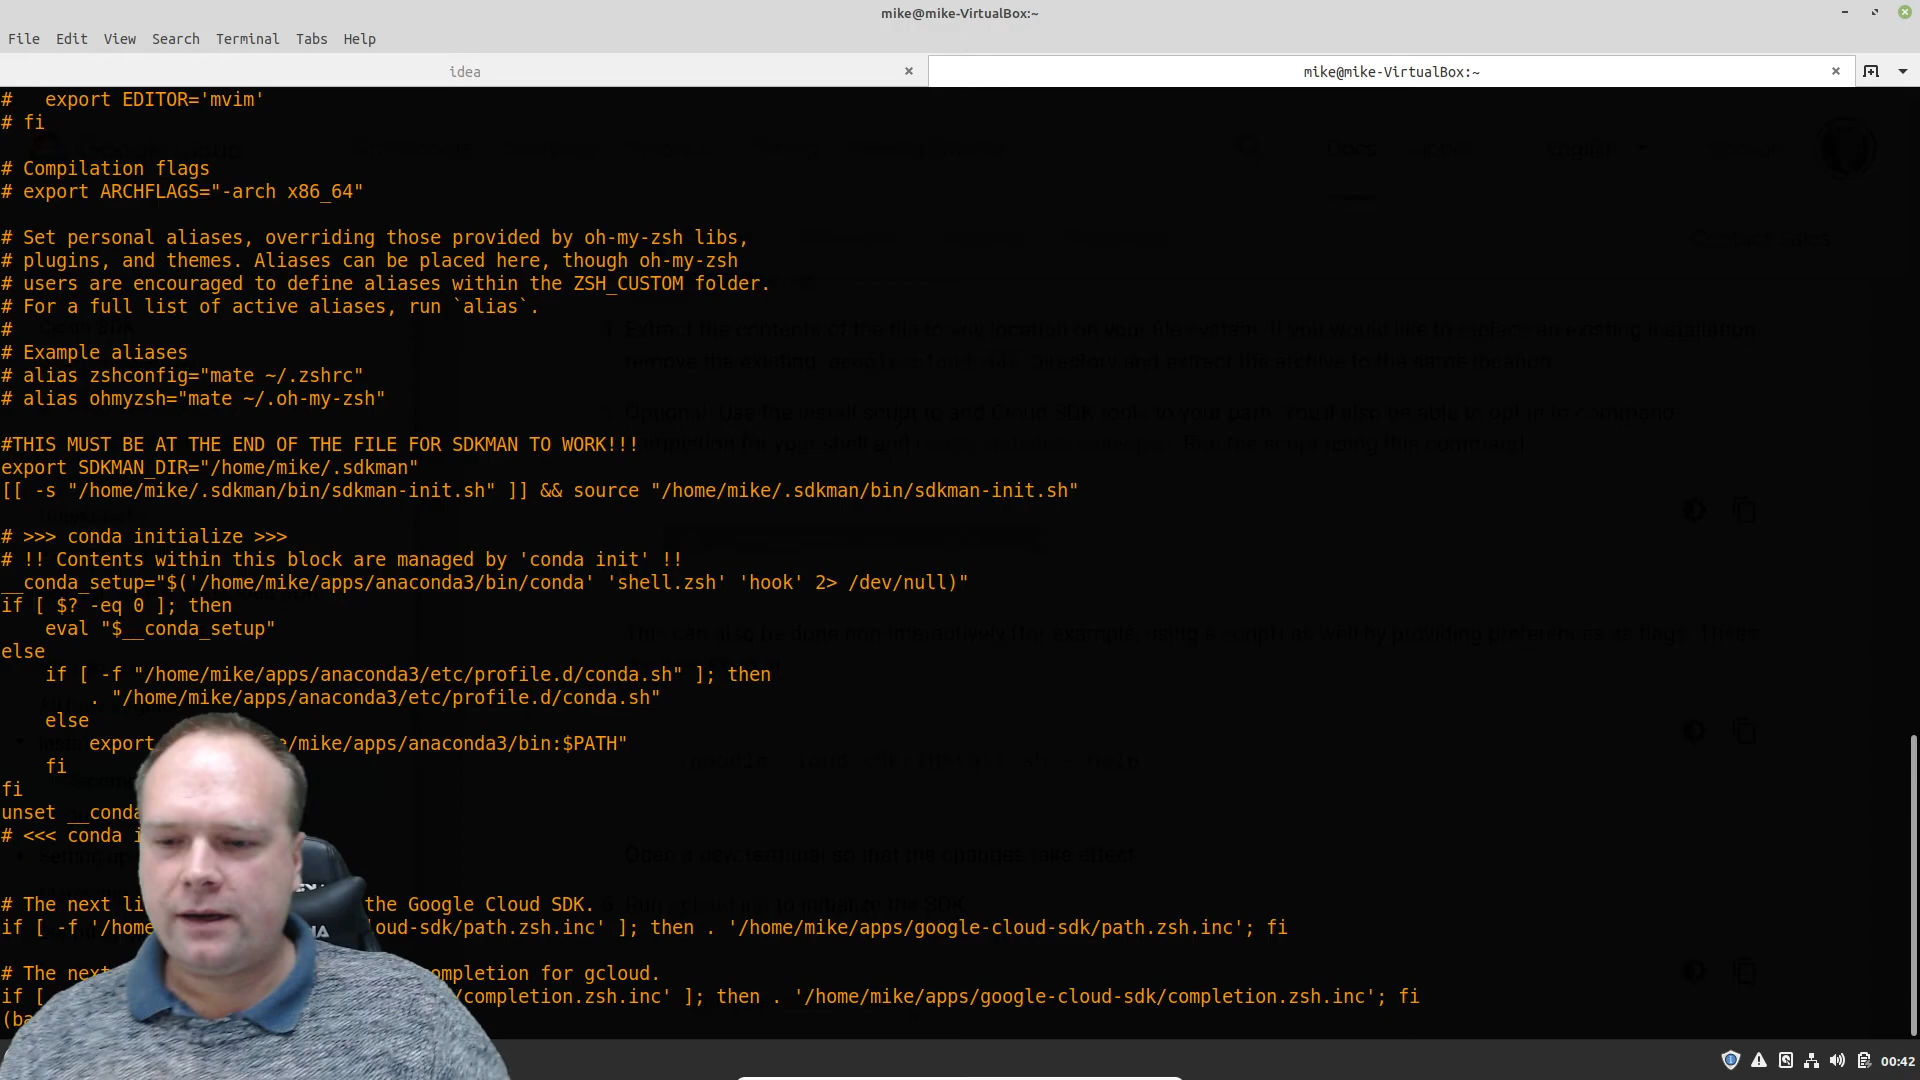 mike@mike-VirtualBox:~
File Edit View Search Terminal Tabs Help
idea
mike@mike-VirtualBox:~
#   export EDITOR='mvim'
# fi
# Compilation flags
# export ARCHFLAGS="-arch x86_64"
# Set personal aliases, overriding those provided by oh-my-zsh libs,
# plugins, and themes. Aliases can be placed here, though oh-my-zsh
# users are encouraged to define aliases within the ZSH_CUSTOM folder.
# For a full list of active aliases, run `alias`.
#
# Example aliases
# alias zshconfig="mate ~/.zshrc"
# alias ohmyzsh="mate ~/.oh-my-zsh"
#THIS MUST BE AT THE END OF THE FILE FOR SDKMAN TO WORK!!!
export SDKMAN_DIR="/home/mike/.sdkman"
[[ -s "/home/mike/.sdkman/bin/sdkman-init.sh" ]] && source "/home/mike/.sdkman/bin/sdkman-init.sh"
# >>> conda initialize >>>
# !! Contents within this block are managed by 'conda init' !!
__conda_setup="$('/home/mike/apps/anaconda3/bin/conda' 'shell.zsh' 'hook' 2> /dev/null)"
if [ $? -eq 0 ]; then
    eval "$__conda_setup"
else
    if [ -f "/home/mike/apps/anaconda3/etc/profile.d/conda.sh" ]; then
        . "/home/mike/apps/anaconda3/etc/profile.d/conda.sh"
    else
        export /mike/apps/anaconda3/bin:$PATH"
    fi
fi
unset __conda
# <<< conda
# The next the Google Cloud SDK.
if [ -f '/home oud-sdk/path.zsh.inc' ]; then . '/home/mike/apps/google-cloud-sdk/path.zsh.inc'; fi
# The next ompletion for gcloud.
if [ /completion.zsh.inc' ]; then . '/home/mike/apps/google-cloud-sdk/completion.zsh.inc'; fi
(ba
00:42